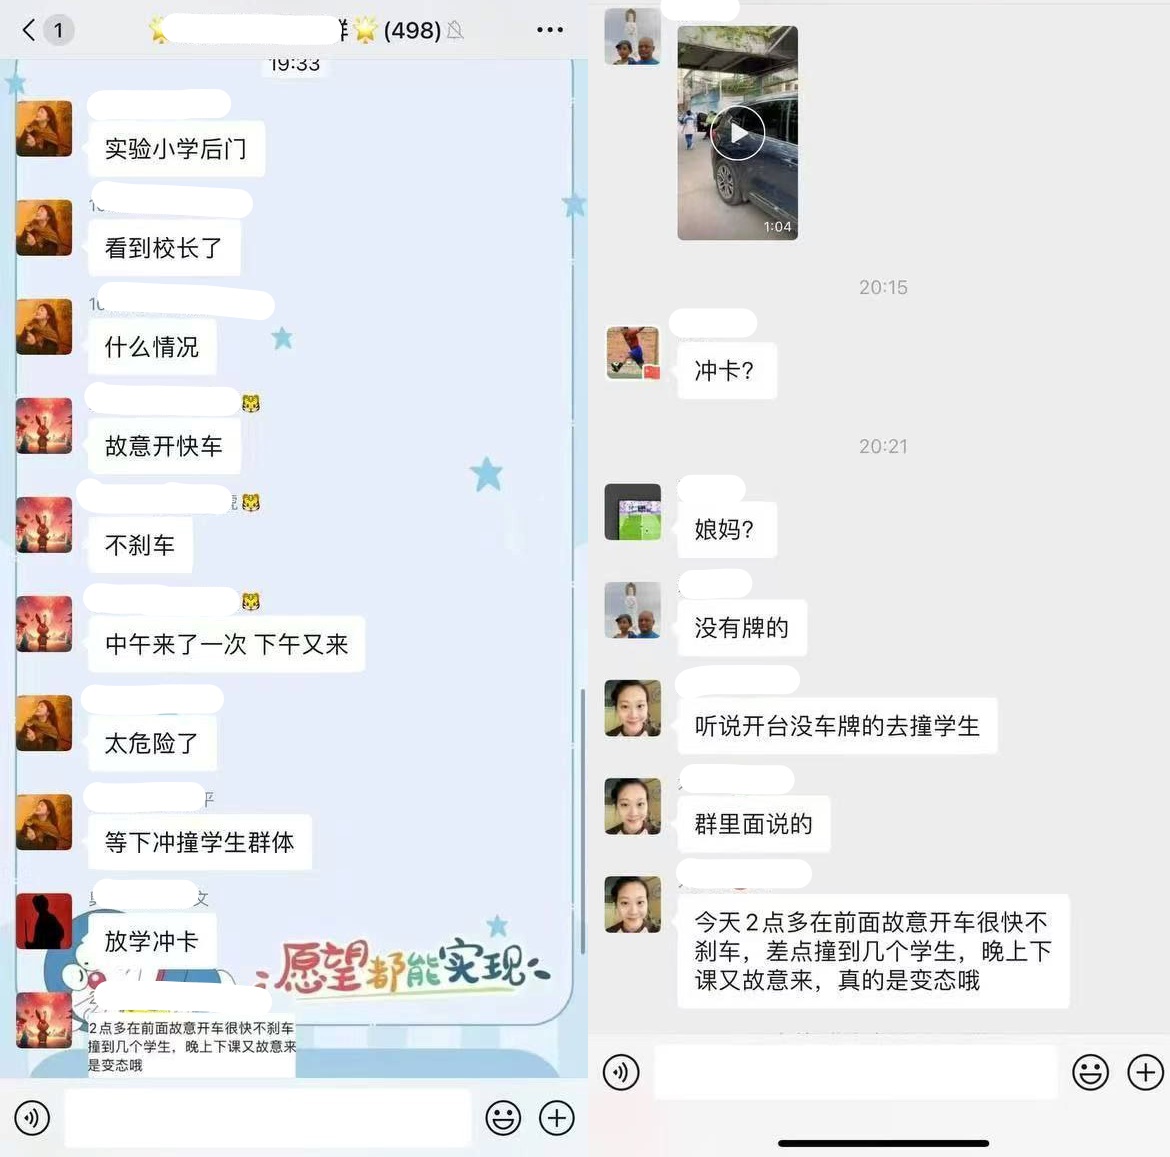 1
(498)
19:33
实验小学后门
看到校长了
什么情况
故意开快车
不刹车
中午来了一次 下午又来
太危险了
平
等下冲撞学生群体
文
放学冲卡
愿望都能实现
2点多在前面故意开车很快不刹车
撞到几个学生，晚上下课又故意来
是变态哦
1:04
20:15
冲卡？
20:21
娘妈？
没有牌的
听说开台没车牌的去撞学生
群里面说的
今天2点多在前面故意开车很快不
刹车，差点撞到几个学生，晚上下
课又故意来，真的是变态哦